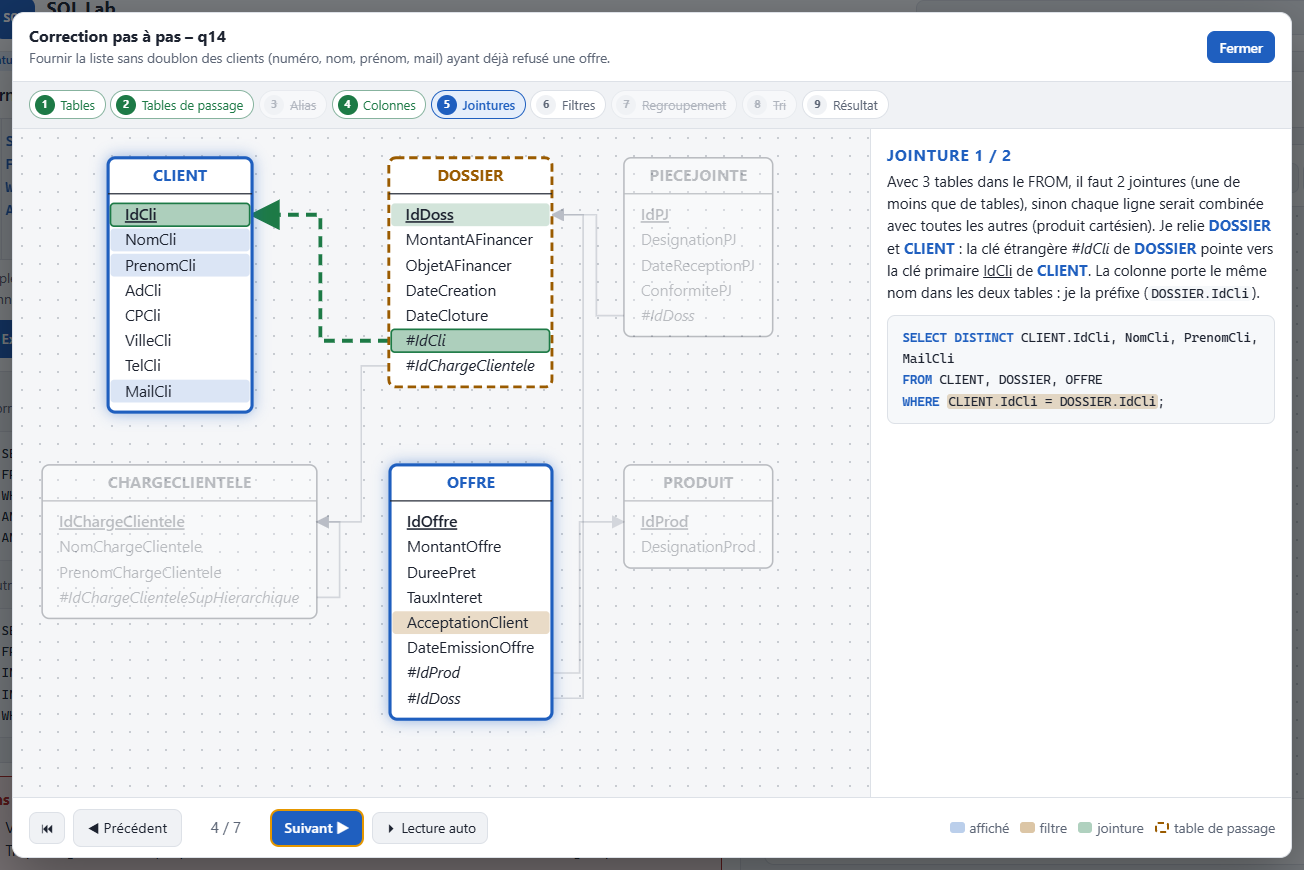 SQL Lab
Correction pas à pas – q14
Fournir la liste sans doublon des clients (numéro, nom, prénom, mail) ayant déjà refusé une offre.
Fermer
1 Tables
2 Tables de passage
3 Alias
4 Colonnes
5 Jointures
6 Filtres
7 Regroupement
8 Tri
9 Résultat
CLIENT
IdCli
NomCli
PrenomCli
AdCli
CPCli
VilleCli
TelCli
MailCli
DOSSIER
IdDoss
MontantAFinancer
ObjetAFinancer
DateCreation
DateCloture
#IdCli
#IdChargeClientele
PIECEJOINTE
IdPJ
DesignationPJ
DateReceptionPJ
ConformitePJ
#IdDoss
CHARGECLIENTELE
IdChargeClientele
NomChargeClientele
PrenomChargeClientele
#IdChargeClienteleSupHierarchique
OFFRE
IdOffre
MontantOffre
DureePret
TauxInteret
AcceptationClient
DateEmissionOffre
#IdProd
#IdDoss
PRODUIT
IdProd
DesignationProd
JOINTURE 1 / 2
Avec 3 tables dans le FROM, il faut 2 jointures (une de
moins que de tables), sinon chaque ligne serait combinée
avec toutes les autres (produit cartésien). Je relie DOSSIER
et CLIENT : la clé étrangère #IdCli de DOSSIER pointe vers
la clé primaire IdCli de CLIENT. La colonne porte le même
nom dans les deux tables : je la préfixe (DOSSIER.IdCli).
SELECT DISTINCT CLIENT.IdCli, NomCli, PrenomCli,
MailCli
FROM CLIENT, DOSSIER, OFFRE
WHERE CLIENT.IdCli = DOSSIER.IdCli;
⏮
◀ Précédent
4 / 7
Suivant ▶
⏵ Lecture auto
affiché
filtre
jointure
table de passage